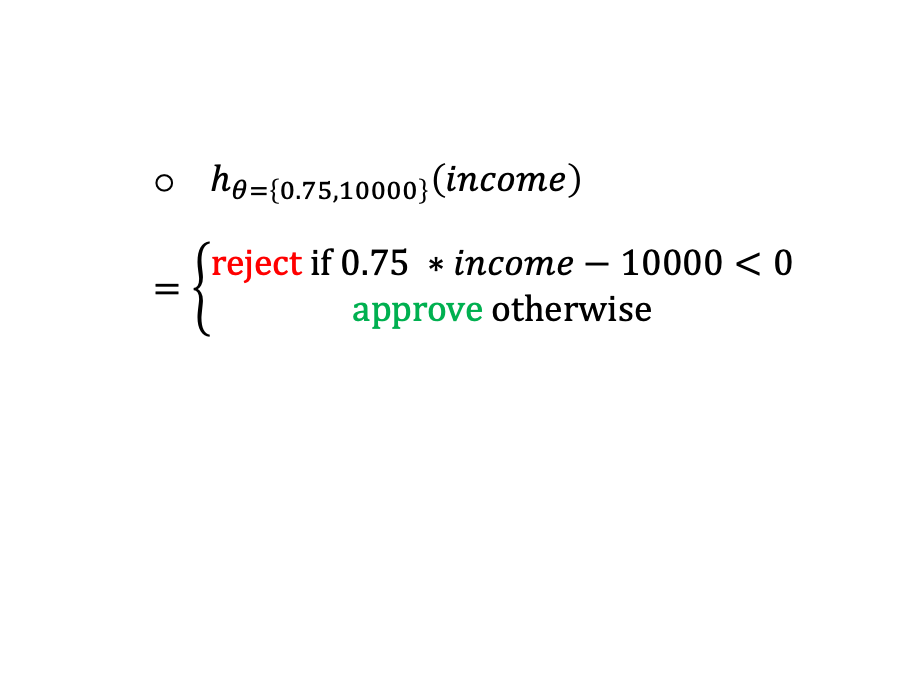 ○ ℎ_{𝜃={0.75,10000}}(𝑖𝑛𝑐𝑜𝑚𝑒)
= { reject if 0.75 ∗ 𝑖𝑛𝑐𝑜𝑚𝑒 − 10000 < 0
approve otherwise